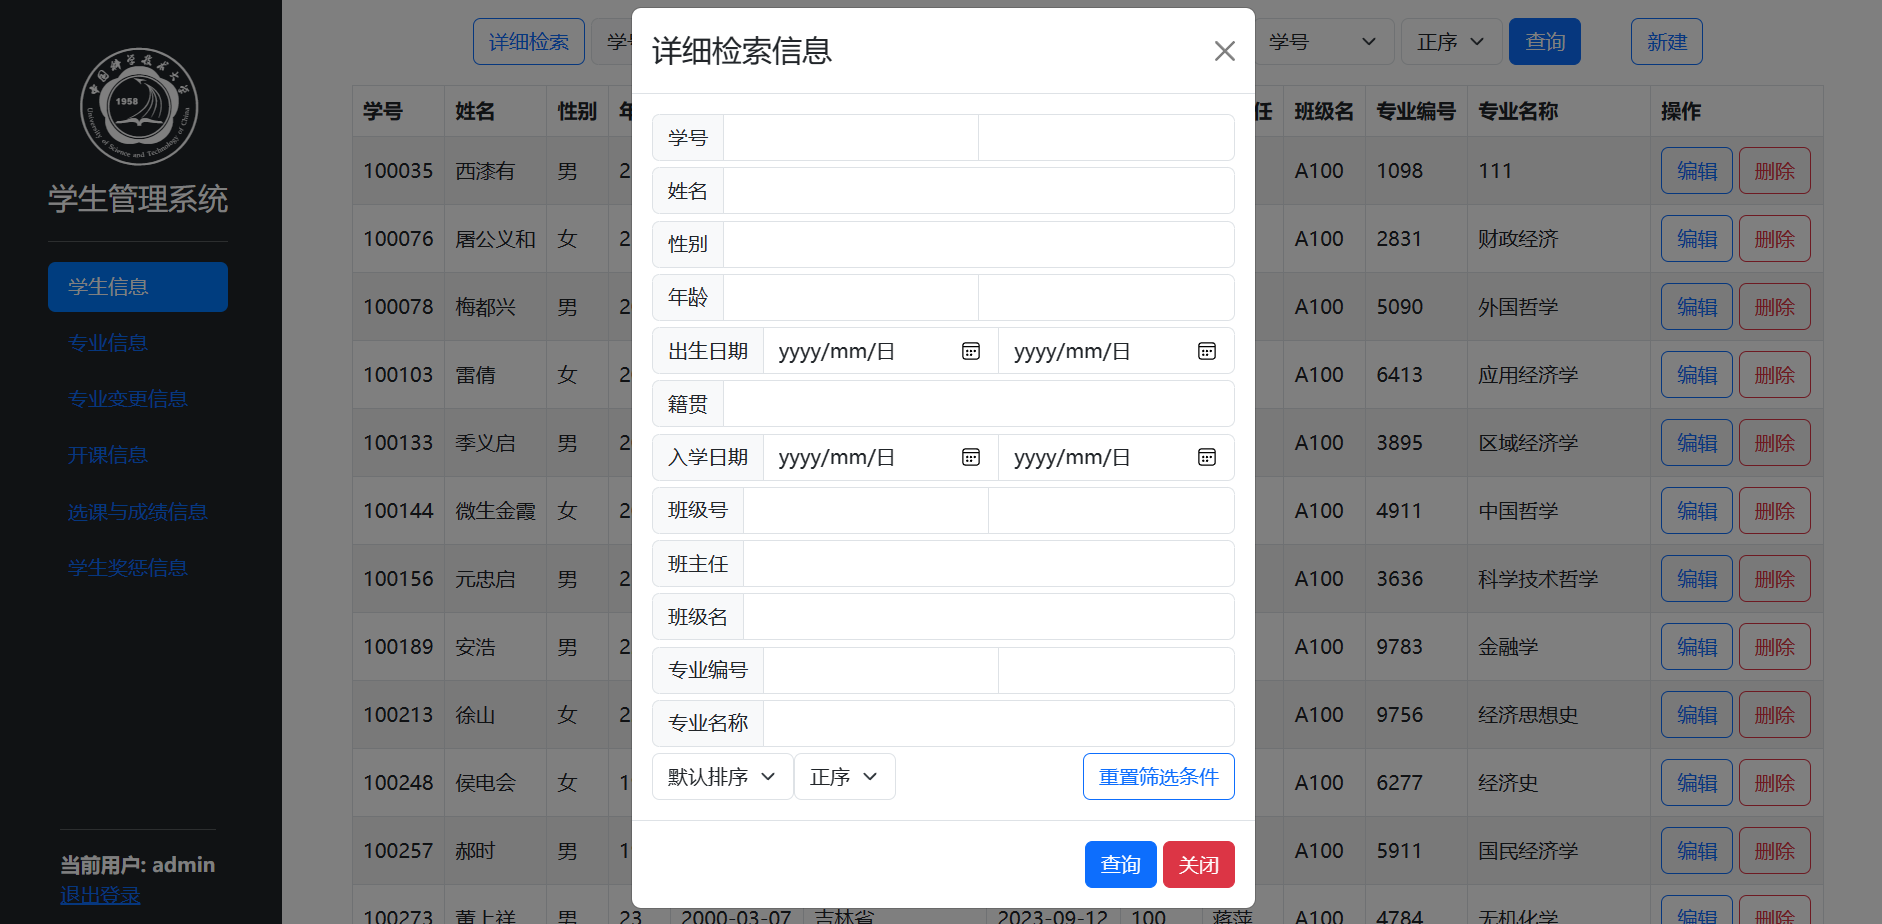 中国科学技术大学
1958
University of Science and Technology of China
学生管理系统
学生信息
专业信息
专业变更信息
开课信息
选课与成绩信息
学生奖惩信息
当前用户: admin
退出登录
详细检索 学号 正序 查询 新建
学号 姓名 性别 任 班级名 专业编号 专业名称 操作
100035 西漆有 男 2 A100 1098 111 编辑 删除
100076 屠公义和 女 2 A100 2831 财政经济 编辑 删除
100078 梅都兴 男 2 A100 5090 外国哲学 编辑 删除
100103 雷倩 女 2 A100 6413 应用经济学 编辑 删除
100133 季义启 男 2 A100 3895 区域经济学 编辑 删除
100144 微生金霞 女 2 A100 4911 中国哲学 编辑 删除
100156 元忠启 男 2 A100 3636 科学技术哲学 编辑 删除
100189 安浩 男 2 A100 9783 金融学 编辑 删除
100213 徐山 女 2 A100 9756 经济思想史 编辑 删除
100248 侯电会 女 1 A100 6277 经济史 编辑 删除
100257 郝时 男 1 A100 5911 国民经济学 编辑 删除
100273 黄上祥 男 23 2000-03-07 吉林省 2023-09-12 100 蒋萍 A100 4784 无机化学 编辑 删除
详细检索信息
学号
姓名
性别
年龄
出生日期 yyyy/mm/日 yyyy/mm/日
籍贯
入学日期 yyyy/mm/日 yyyy/mm/日
班级号
班主任
班级名
专业编号
专业名称
默认排序 正序 重置筛选条件
查询 关闭